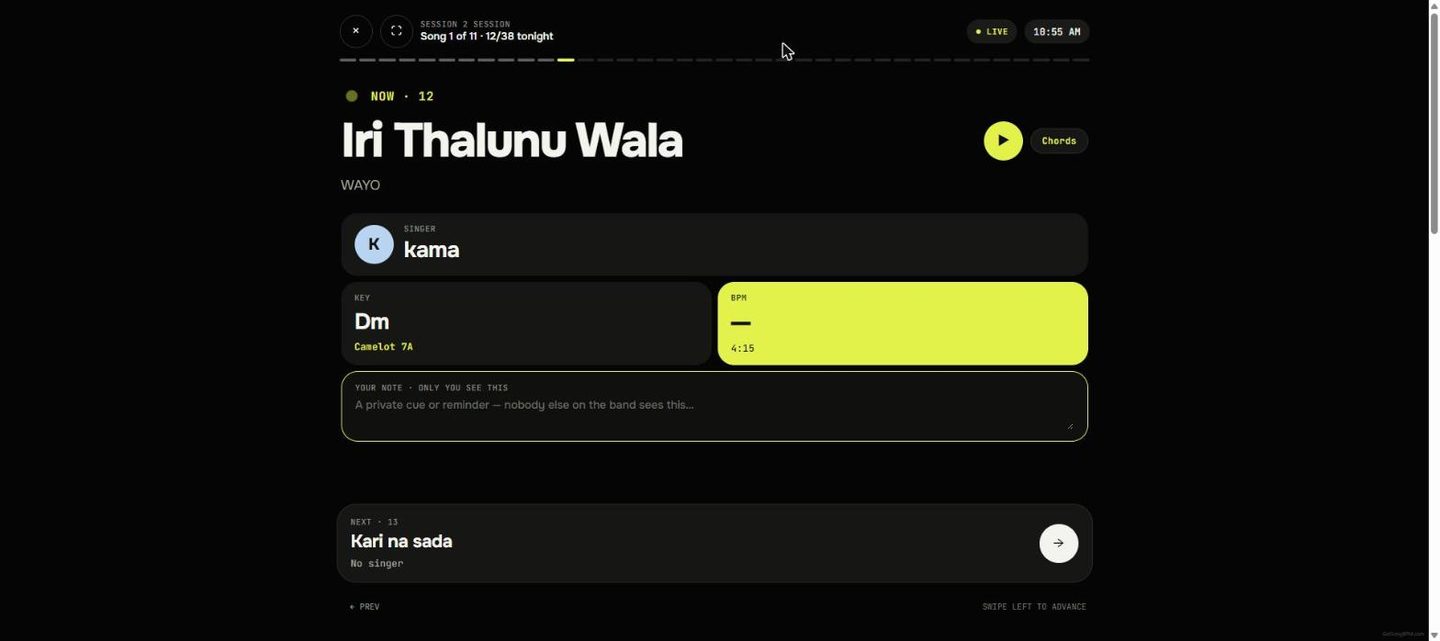 SESSION 2 SESSION
Song 1 of 11 · 12/38 tonight
LIVE
10:55 AM
NOW · 12
Iri Thalunu Wala
Chords
WAYO
K
SINGER
kama
KEY
Dm
Camelot 7A
BPM
—
4:15
YOUR NOTE · ONLY YOU SEE THIS
A private cue or reminder — nobody else on the band sees this…
NEXT · 13
Kari na sada
No singer
← PREV
SWIPE LEFT TO ADVANCE